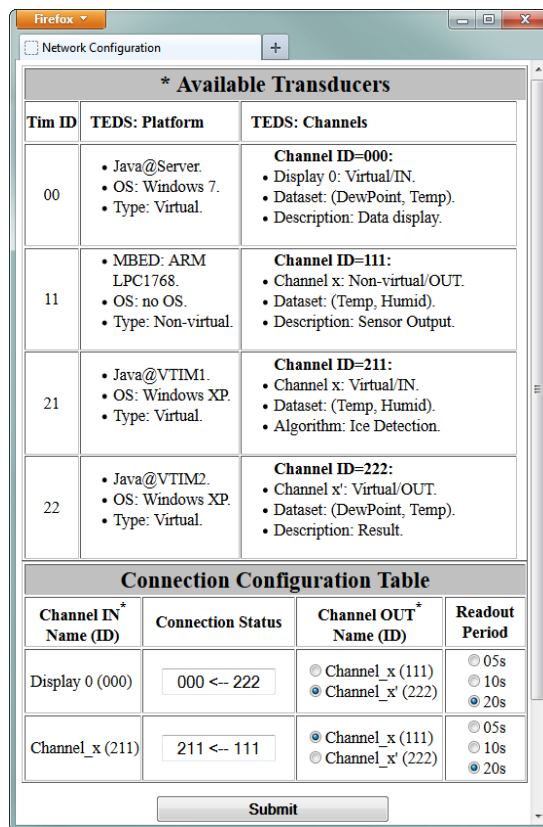 Firefox
Network Configuration
* Available Transducers
Tim ID TEDS: Platform TEDS: Channels
00
• Java@Server.
• OS: Windows 7.
• Type: Virtual.
Channel ID=000:
• Display 0: Virtual/IN.
• Dataset: (DewPoint, Temp).
• Description: Data display.
11
• MBED: ARM
LPC1768.
• OS: no OS.
• Type: Non-virtual.
Channel ID=111:
• Channel x: Non-virtual/OUT.
• Dataset: (Temp, Humid).
• Description: Sensor Output.
21
• Java@VTIM1.
• OS: Windows XP.
• Type: Virtual.
Channel ID=211:
• Channel x: Virtual/IN.
• Dataset: (Temp, Humid).
• Algorithm: Ice Detection.
22
• Java@VTIM2.
• OS: Windows XP.
• Type: Virtual.
Channel ID=222:
• Channel x': Virtual/OUT.
• Dataset: (DewPoint, Temp).
• Description: Result.
Connection Configuration Table
Channel IN*
Name (ID)
Connection Status
Channel OUT*
Name (ID)
Readout
Period
Display 0 (000)
000 <-- 222
Channel_x (111)
Channel_x' (222)
05s
10s
20s
Channel_x (211)
211 <-- 111
Channel_x (111)
Channel_x' (222)
05s
10s
20s
Submit